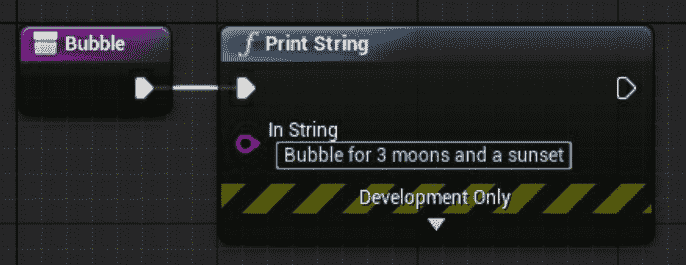 Bubble
Print String
In String
Bubble for 3 moons and a sunset
Development Only